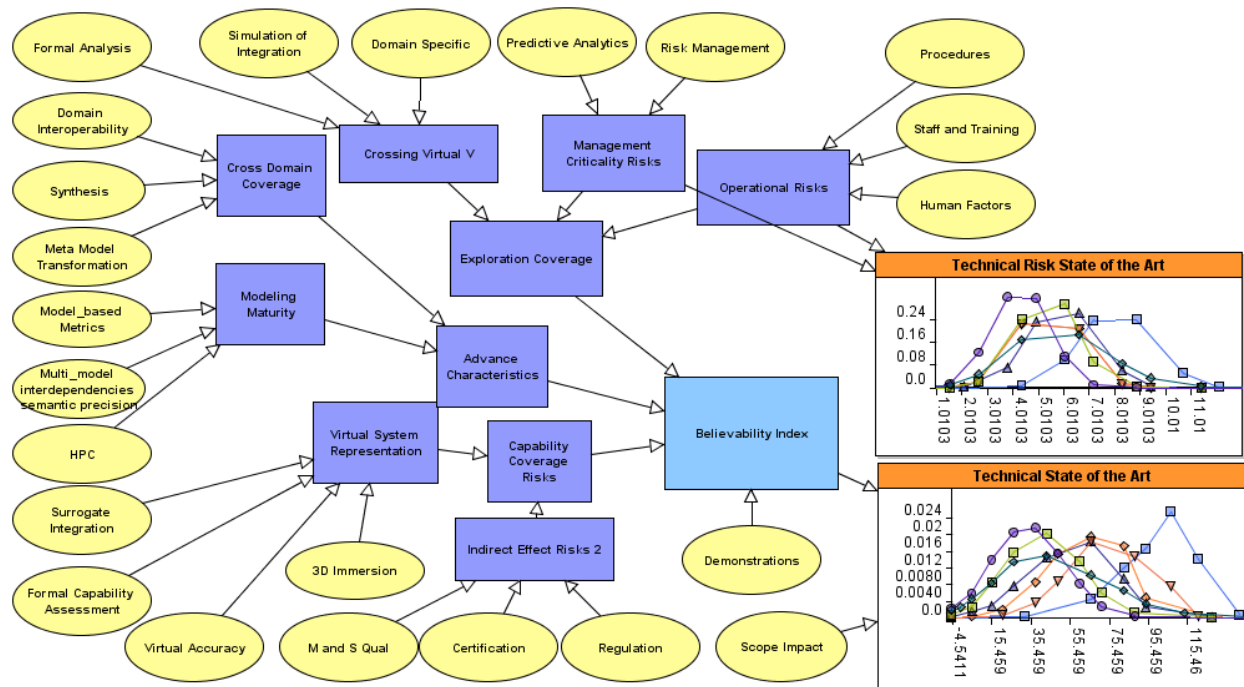 Formal Analysis
Simulation of
Integration
Domain Specific
Predictive Analytics
Risk Management
Procedures
Domain
Interoperability
Staff and Training
Cross Domain
Coverage
Crossing Virtual V
Management
Criticality Risks
Operational Risks
Synthesis
Human Factors
Meta Model
Transformation
Exploration Coverage
Technical Risk State of the Art
0.24
0.16
0.08
0.0
1.0103
2.0103
3.0103
4.0103
5.0103
6.0103
7.0103
8.0103
9.0103
10.01
11.01
Model_based
Metrics
Modeling
Maturity
Advance
Characteristics
Multi_model
interdependencies
semantic precision
HPC
Virtual System
Representation
Capability
Coverage
Risks
Believability Index
Technical State of the Art
0.024
0.02
0.016
0.012
0.0080
0.0040
0.0
-4.5411
15.459
35.459
55.459
75.459
95.459
115.46
Surrogate
Integration
Indirect Effect Risks 2
Demonstrations
3D Immersion
Formal Capability
Assessment
Virtual Accuracy
M and S Qual
Certification
Regulation
Scope Impact